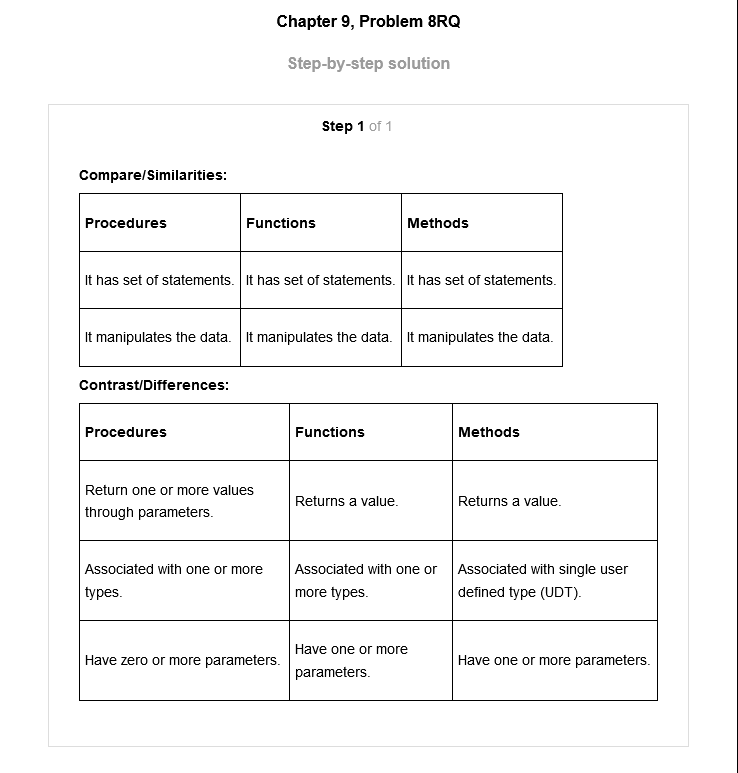 Chapter 9, Problem 8RQ
Step-by-step solution
Step 1 of 1
Compare/Similarities:
Procedures Functions Methods
It has set of statements. It has set of statements. It has set of statements.
It manipulates the data. It manipulates the data. It manipulates the data.
Contrast/Differences:
Procedures Functions Methods
Return one or more values
through parameters.
Returns a value. Returns a value.
Associated with one or more
types.
Associated with one or
more types.
Associated with single user
defined type (UDT).
Have zero or more parameters.
Have one or more
parameters.
Have one or more parameters.